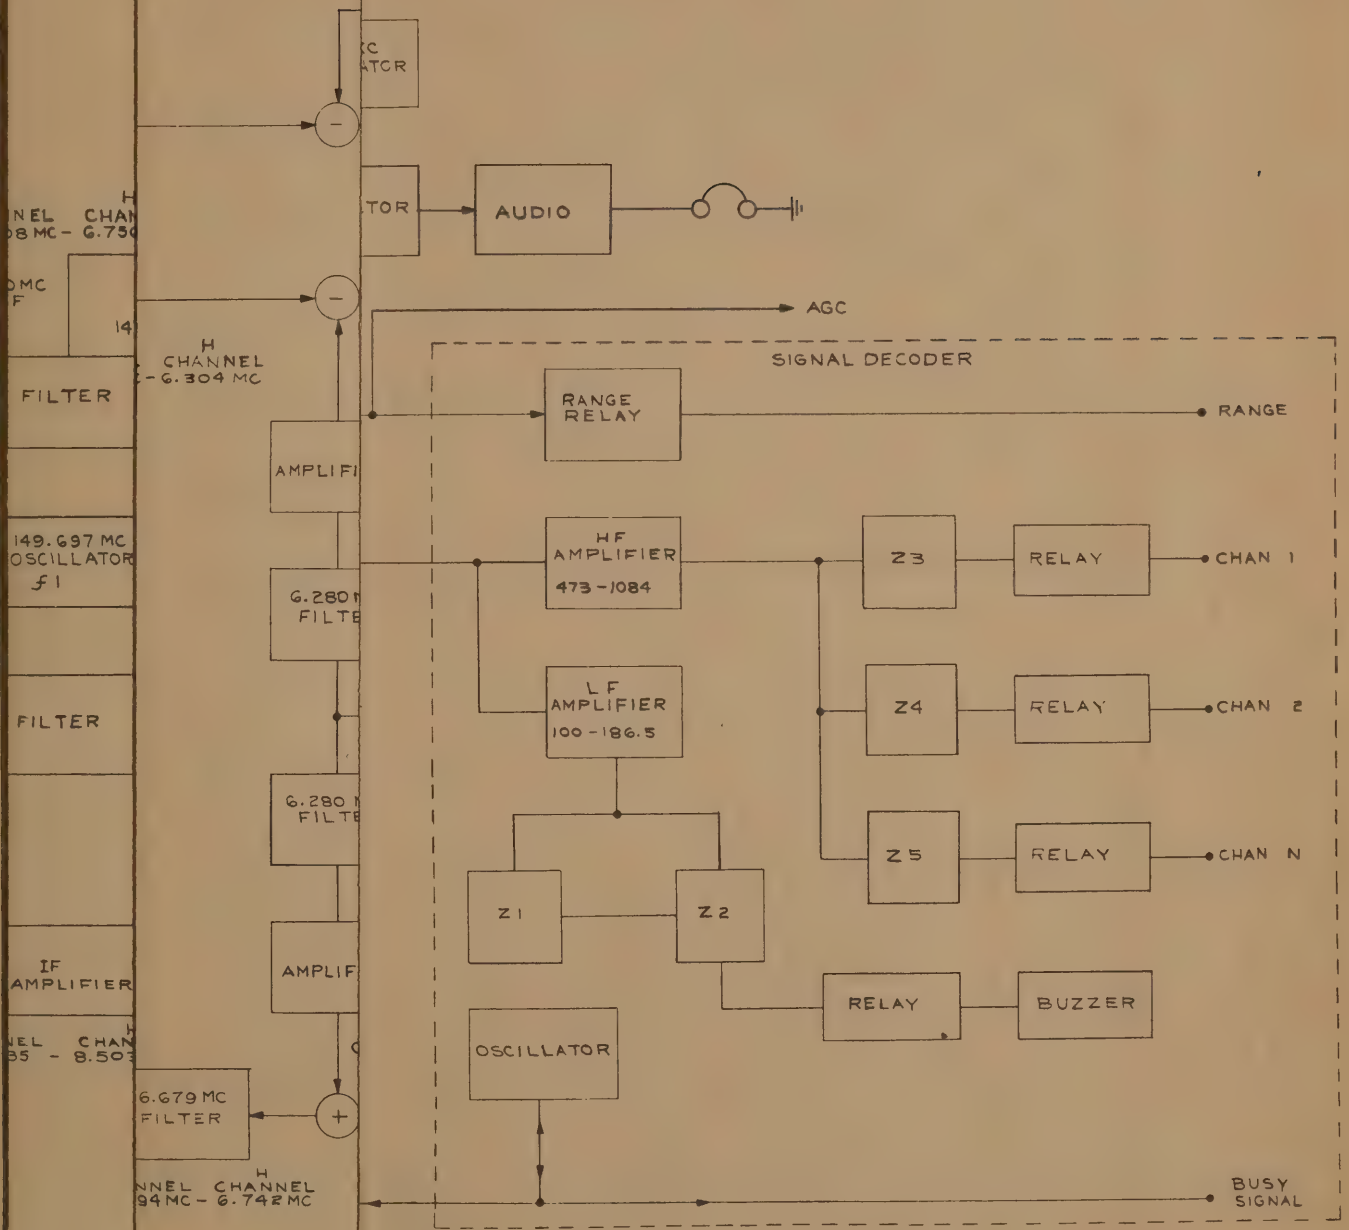 AUDIO
AGC
SIGNAL DECODER
RANGE
RELAY
RANGE
HF
AMPLIFIER
473-1084
Z3
RELAY
CHAN 1
LF
AMPLIFIER
100-186.5
Z4
RELAY
CHAN 2
Z5
RELAY
CHAN N
Z1
Z2
RELAY
BUZZER
OSCILLATOR
BUSY
SIGNAL
H
CHANNEL
-6.304 MC
FILTER
149.697 MC
OSCILLATOR
f1
FILTER
IF
AMPLIFIER
AMPLIFI
6.280
FILTE
6.280
FILTE
AMPLIF
6.679 MC
FILTER
H
NNEL CHANNEL
94 MC - 6.742 MC
NEL CHAN
08 MC - 6.750
MC
F
14
NEL CHAN
35 - 8.503
ATOR
TOR